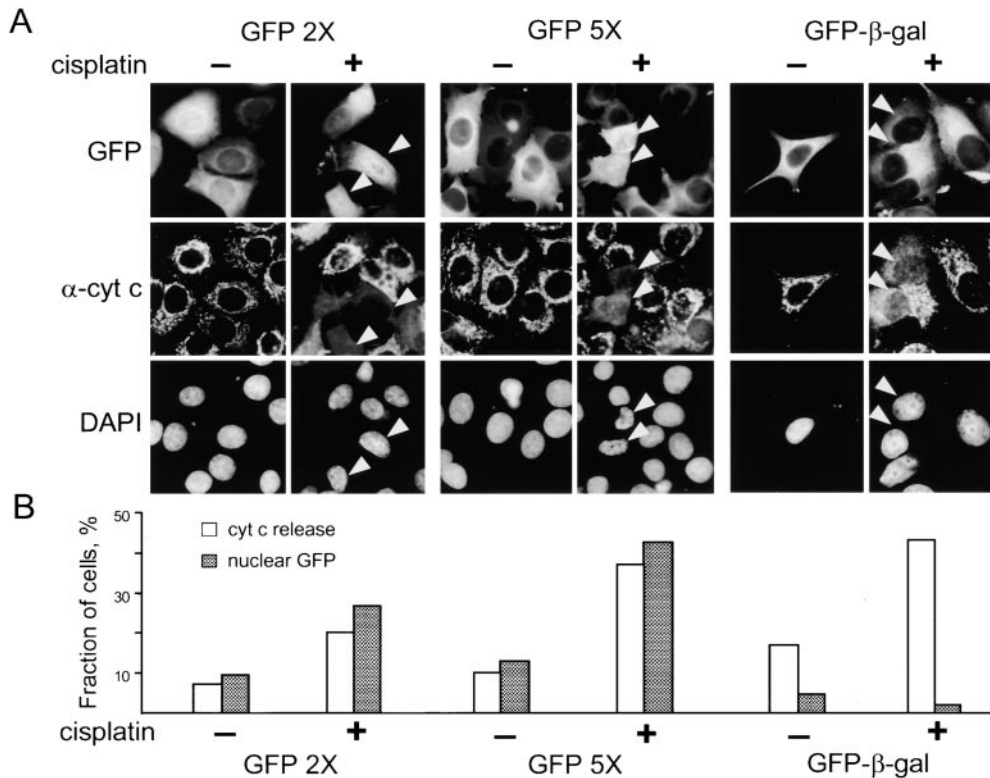 A
GFP 2X GFP 5X GFP-β-gal
cisplatin − + − + − +
GFP
α-cyt c
DAPI
B
50
30
10
Fraction of cells, %
cyt c release
nuclear GFP
cisplatin − + − + − +
GFP 2X GFP 5X GFP-β-gal